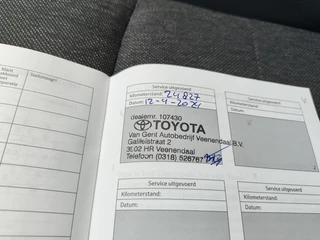 Service uitgevoerd
Kilometerstand: 24827
Datum: 12-4-2021
dealernr. 107430
TOYOTA
Van Gent Autobedrijf Veenendaal B.V.
Galileistraat 2
3902 HR Veenendaal
Telefoon (0318) 526767
Service uitgevoerd
Kilometerstand:
Datum:
Service uitgevoerd
Kilometerstand:
Datum: